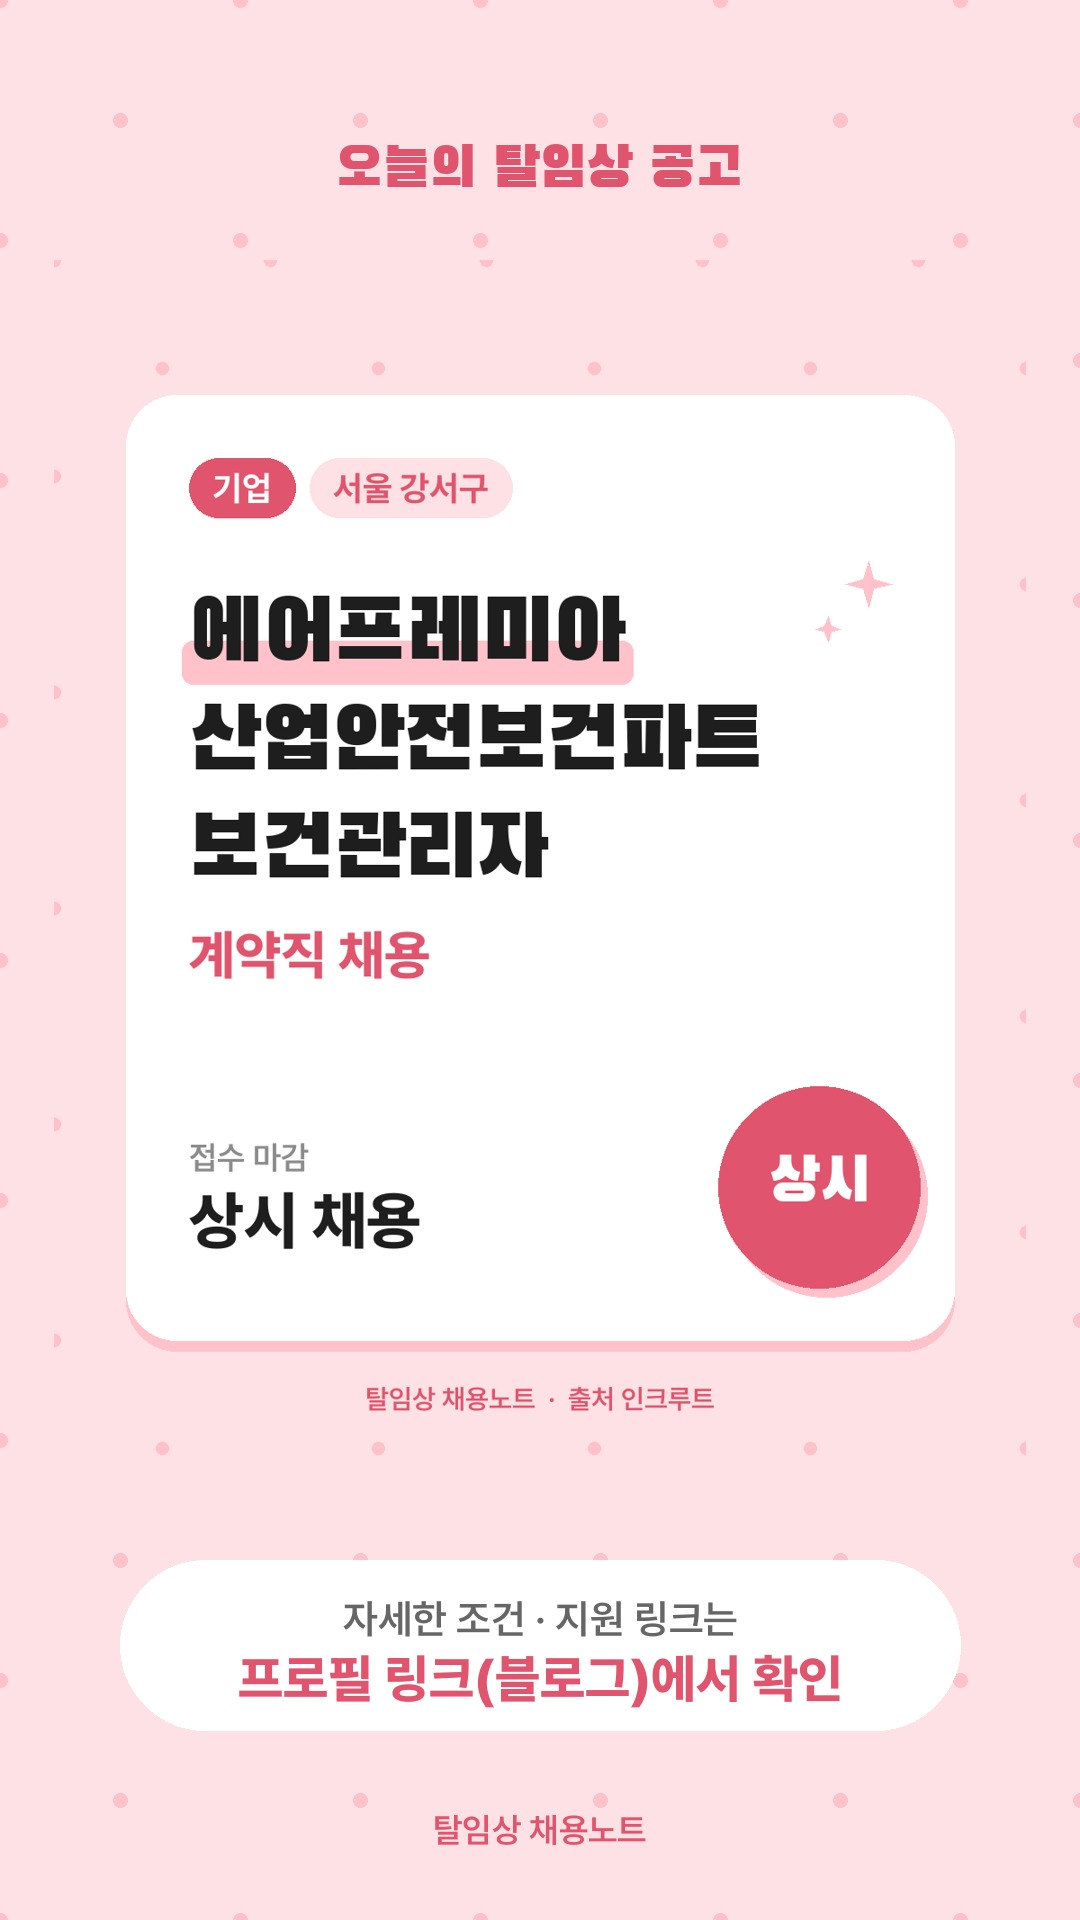 오늘의 탈임상 공고
기업 서울 강서구
에어프레미아
산업안전보건파트
보건관리자
계약직 채용
접수 마감
상시 채용
상시
탈임상 채용노트 · 출처 인크루트
자세한 조건 · 지원 링크는
프로필 링크(블로그)에서 확인
탈임상 채용노트